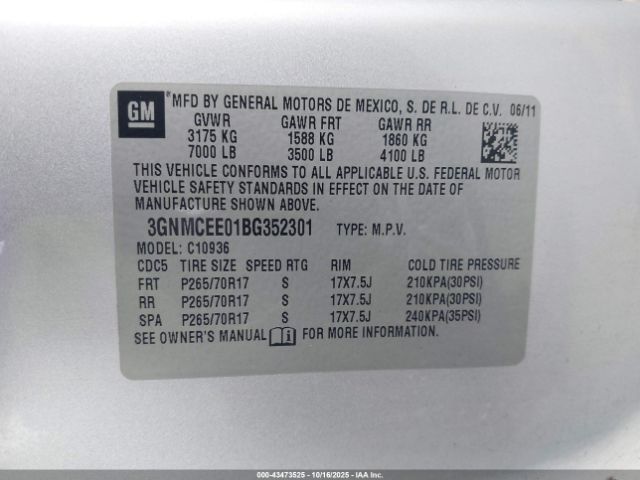 GM *MFD BY GENERAL MOTORS DE MEXICO, S. DE R.L. DE C.V. 06/11
GVWR GAWR FRT GAWR RR
3175 KG 1588 KG 1860 KG
7000 LB 3500 LB 4100 LB
THIS VEHICLE CONFORMS TO ALL APPLICABLE U.S. FEDERAL MOTOR
VEHICLE SAFETY STANDARDS IN EFFECT ON THE DATE OF
MANUFACTURE SHOWN ABOVE.
3GNMCEE01BG352301 TYPE: M.P.V.
MODEL: C10936
CDC5 TIRE SIZE SPEED RTG RIM COLD TIRE PRESSURE
FRT P265/70R17 S 17X7.5J 210KPA(30PSI)
RR P265/70R17 S 17X7.5J 210KPA(30PSI)
SPA P265/70R17 S 17X7.5J 240KPA(35PSI)
SEE OWNER'S MANUAL FOR MORE INFORMATION.
000-43473525 - 10/16/2025 - IAAI.COM